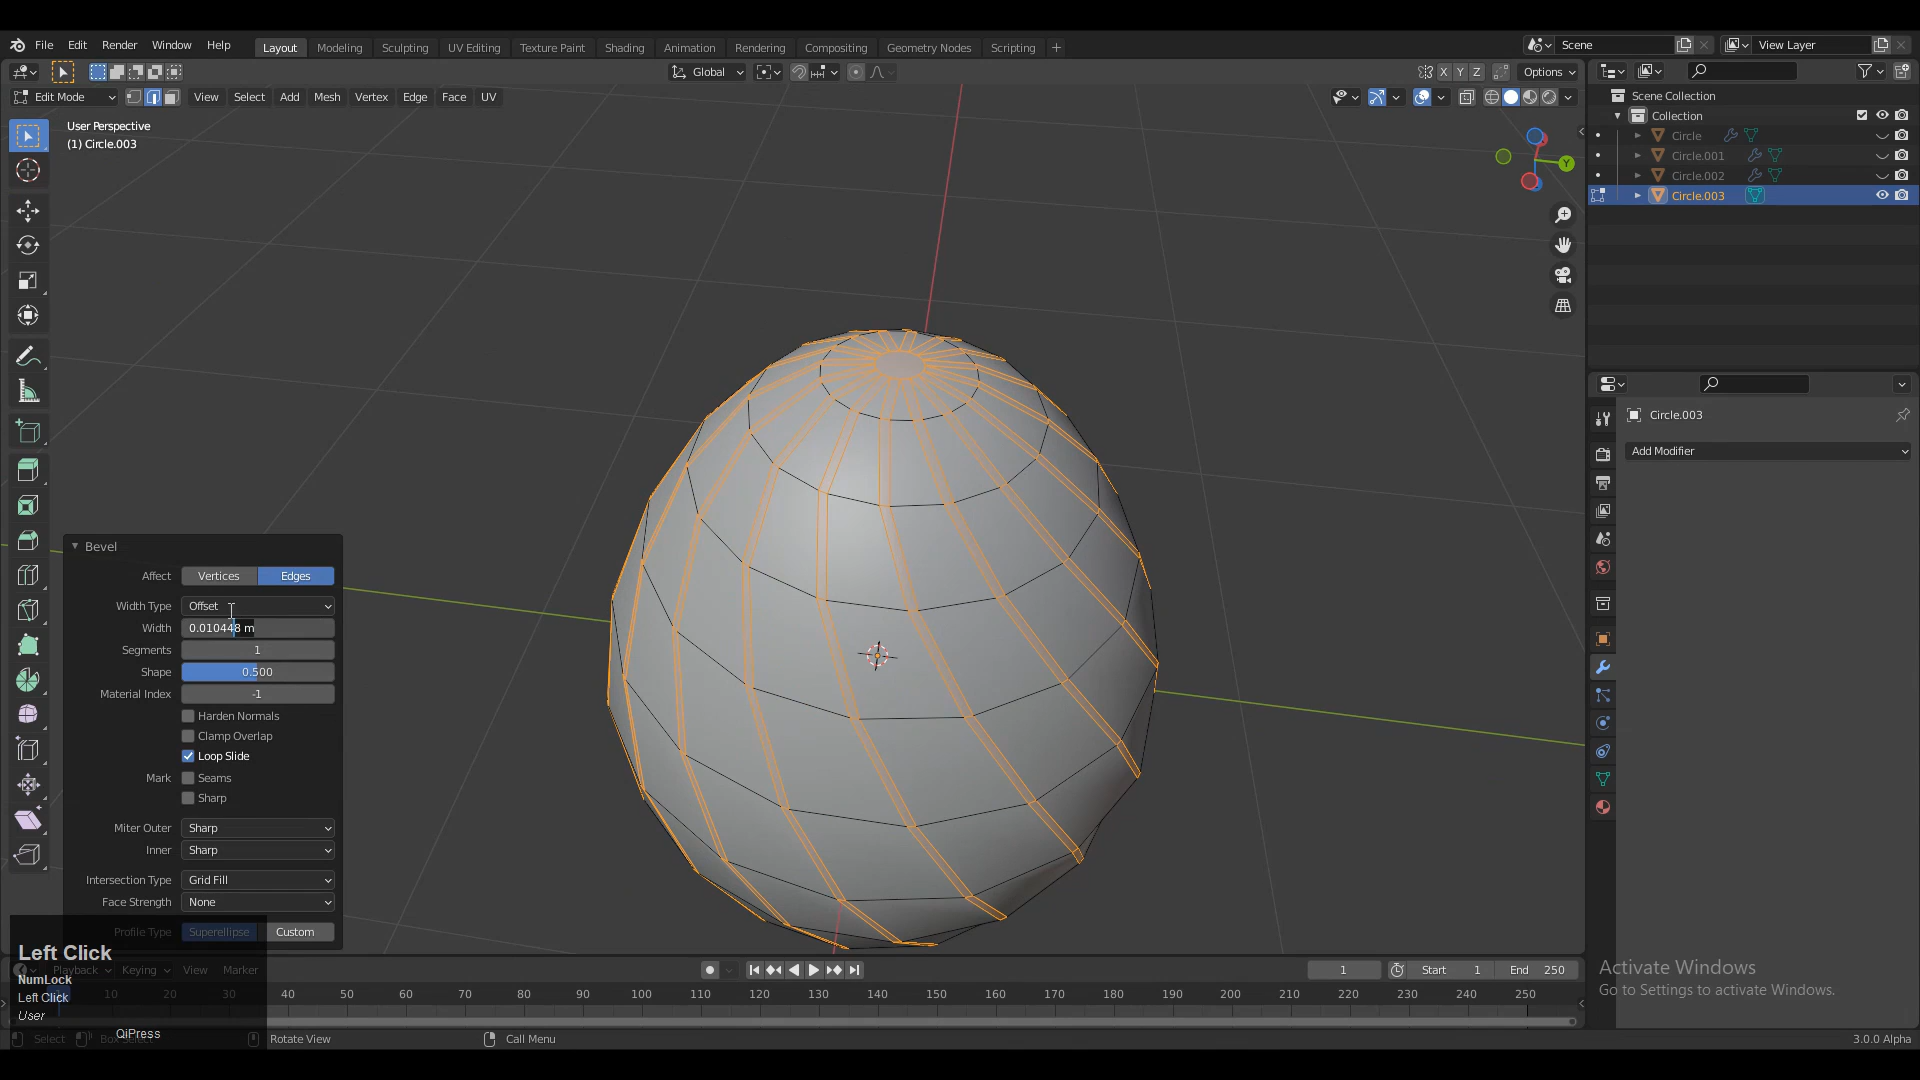 File Edit Render Window Help Layout Modeling Sculpting UV Editing Texture Paint Shading Animation Rendering Compositing Geometry Nodes Scripting + Scene View Layer
Global X Y Z Options
Edit Mode View Select Add Mesh Vertex Edge Face UV
User Perspective
(1) Circle.003
Y
Scene Collection
Collection
Circle
Circle.001
Circle.002
Circle.003
Circle.003
Add Modifier
Bevel
Affect Vertices Edges
Width Type Offset
Width 0.010448 m
Segments 1
Shape 0.500
Material Index -1
Harden Normals
Clamp Overlap
Loop Slide
Mark Seams
Sharp
Miter Outer Sharp
Inner Sharp
Intersection Type Grid Fill
Face Strength None
Profile Type Superellipse Custom
Left Click
NumLock
Left Click
User
QiPress
Playback Keying View Marker 1 Start 1 End 250
10 20 30 40 50 60 70 80 90 100 110 120 130 140 150 160 170 180 190 200 210 220 230 240 250
Select Box Select Rotate View Call Menu 3.0.0 Alpha
Activate Windows
Go to Settings to activate Windows.